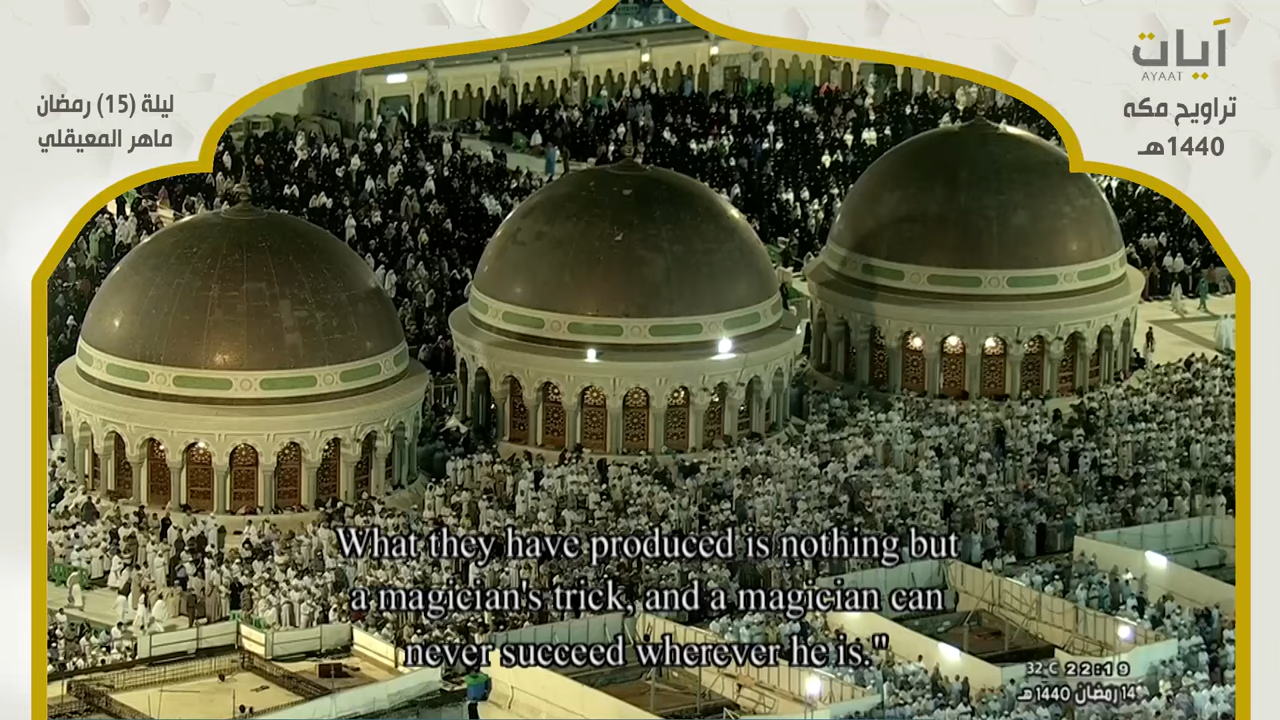 آيات
AYAAT
تراويح مكه
1440هـ
ليلة (15) رمضان
ماهر المعيقلي
What they have produced is nothing but
a magician's trick, and a magician can
never succeed wherever he is."
32 C 22:19
14 رمضان 1440هـ